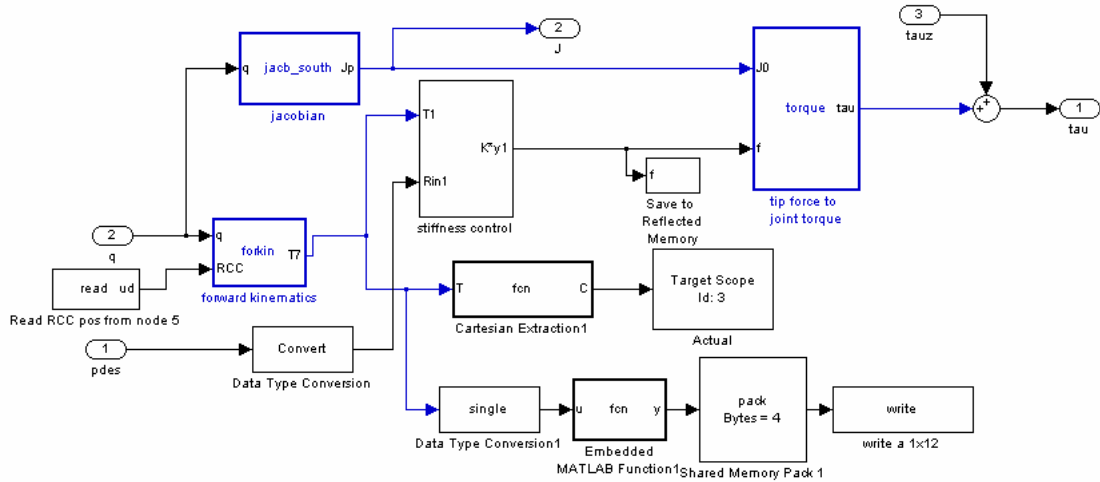 3
tauz
2
J
q jacb_south Jp
jacobian
J0
torque tau
f
tip force to
joint torque
1
tau
T1
K*y1
Rin1
stiffness control
f
Save to
Reflected
Memory
2
q
q
forkin T7
RCC
forward kinematics
read ud
Read RCC pos from node 5
T fcn C
Cartesian Extraction1
Target Scope
Id: 3
Actual
1
pdes
Convert
Data Type Conversion
single
Data Type Conversion1
u fcn y
Embedded
MATLAB Function1
pack
Bytes = 4
Shared Memory Pack 1
write
write a 1x12
++